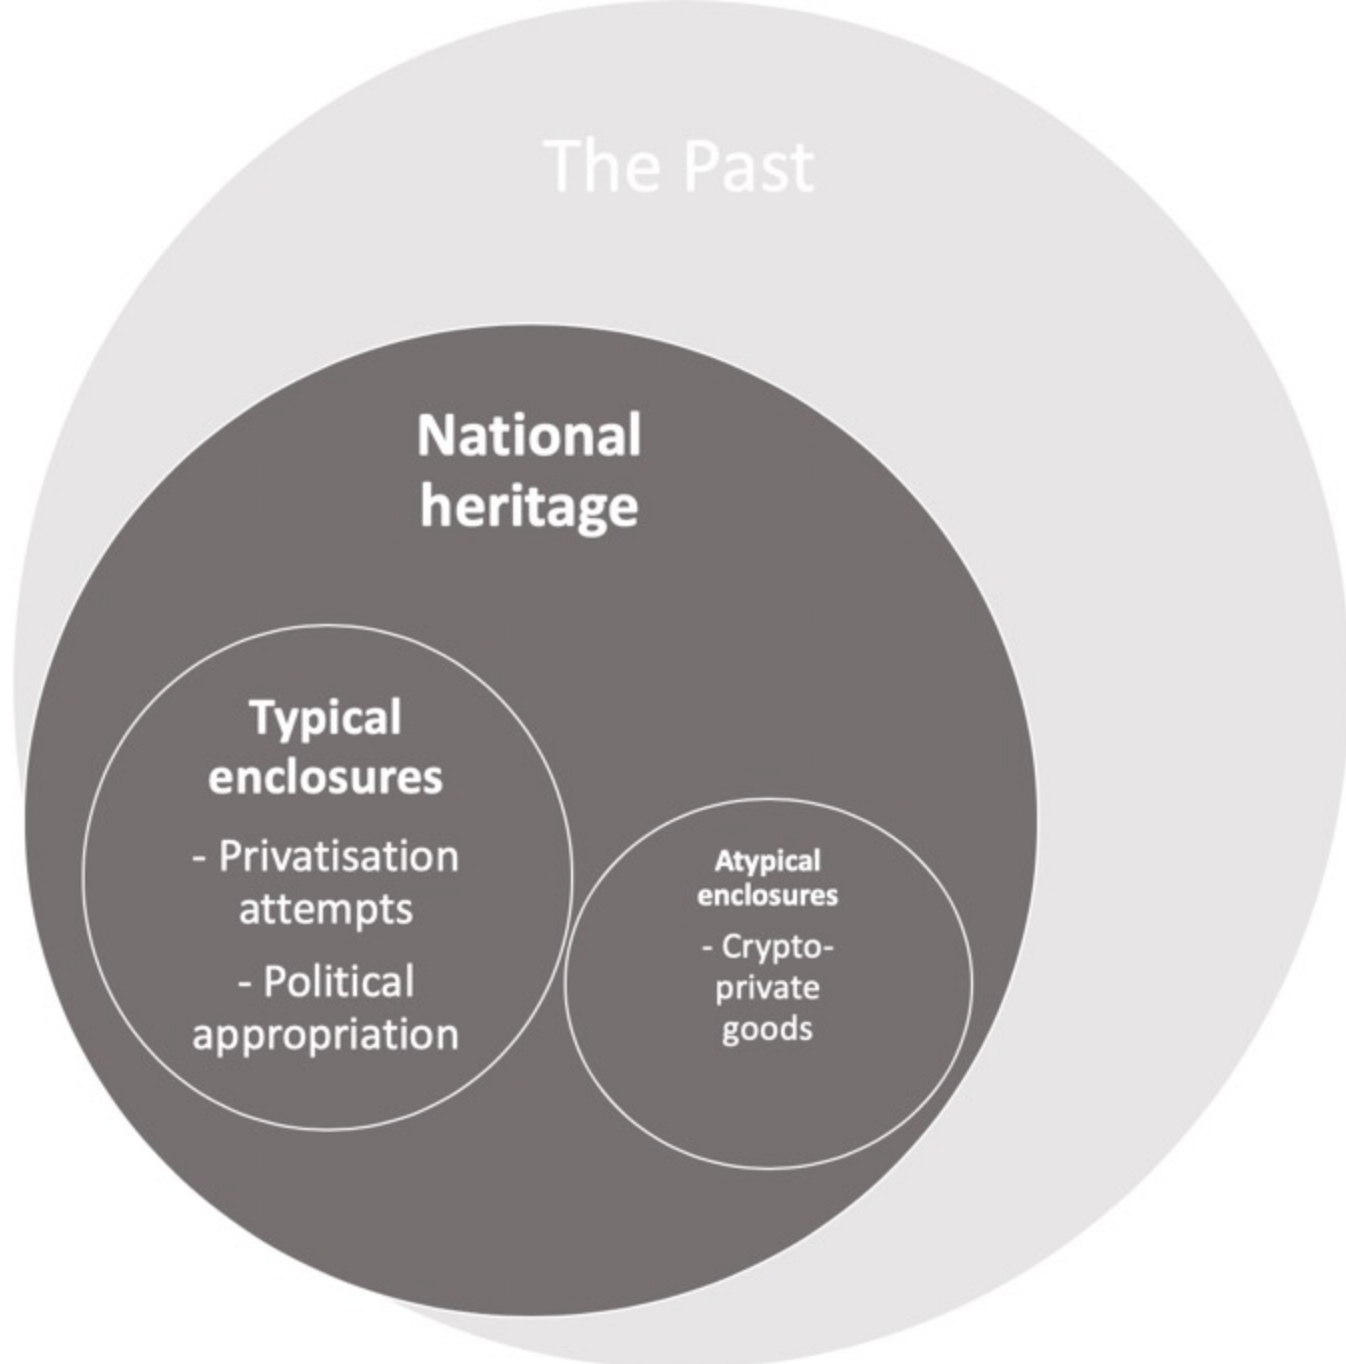 The Past
National
heritage
Typical
enclosures
- Privatisation
attempts
- Political
appropriation
Atypical
enclosures
- Crypto-
private
goods